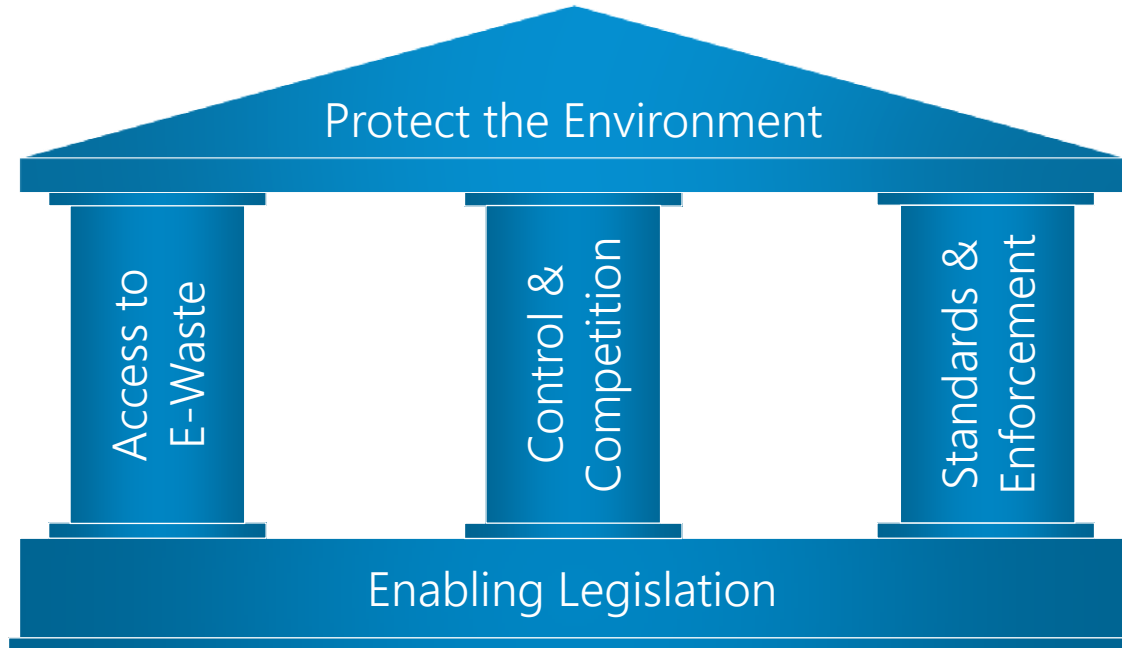 Protect the Environment
Access to
E-Waste
Control &
Competition
Standards &
Enforcement
Enabling Legislation